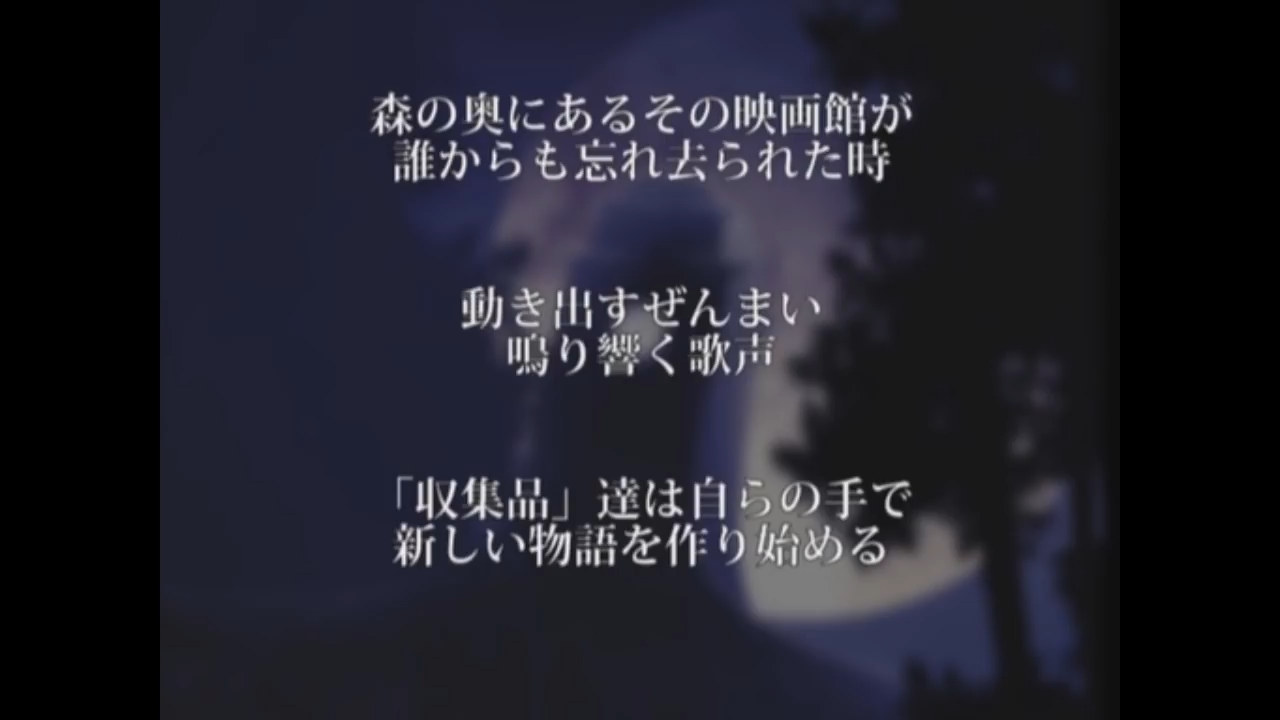 森の奥にあるその映画館が
誰からも忘れ去られた時
動き出すぜんまい
鳴り響く歌声
「収集品」達は自らの手で
新しい物語を作り始める